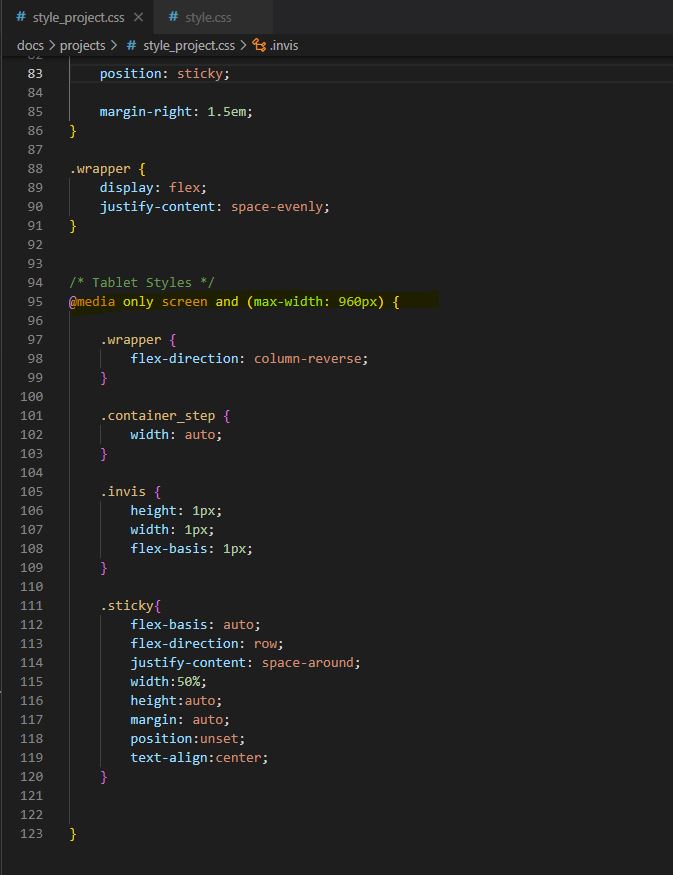 # style_project.css × # style.css
docs > projects > # style_project.css > .invis
82
83 position: sticky;
84
85 margin-right: 1.5em;
86 }
87
88 .wrapper {
89 display: flex;
90 justify-content: space-evenly;
91 }
92
93
94 /* Tablet Styles */
95 @media only screen and (max-width: 960px) {
96
97 .wrapper {
98 flex-direction: column-reverse;
99 }
100
101 .container_step {
102 width: auto;
103 }
104
105 .invis {
106 height: 1px;
107 width: 1px;
108 flex-basis: 1px;
109 }
110
111 .sticky{
112 flex-basis: auto;
113 flex-direction: row;
114 justify-content: space-around;
115 width:50%;
116 height:auto;
117 margin: auto;
118 position:unset;
119 text-align:center;
120 }
121
122
123 }